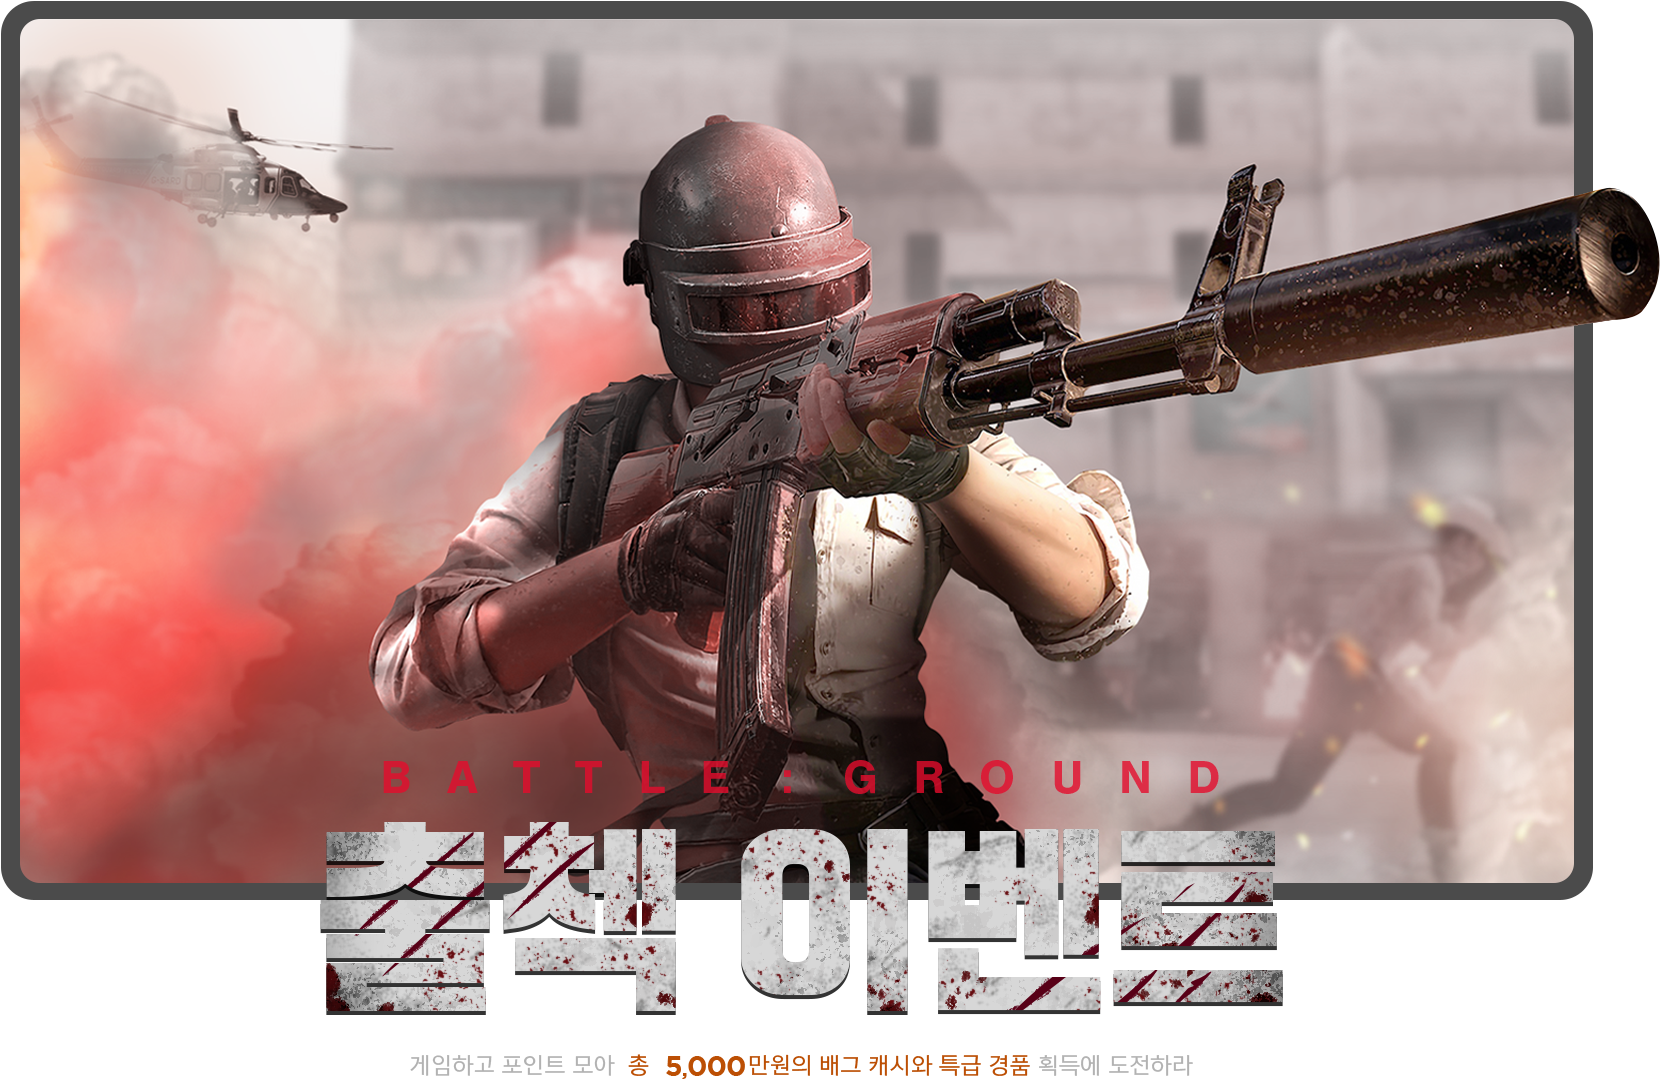 BATTLE:GROUND
출첵 이벤트
게임하고 포인트 모아 총 5,000만원의 배그 캐시와 특급 경품 획득에 도전하라